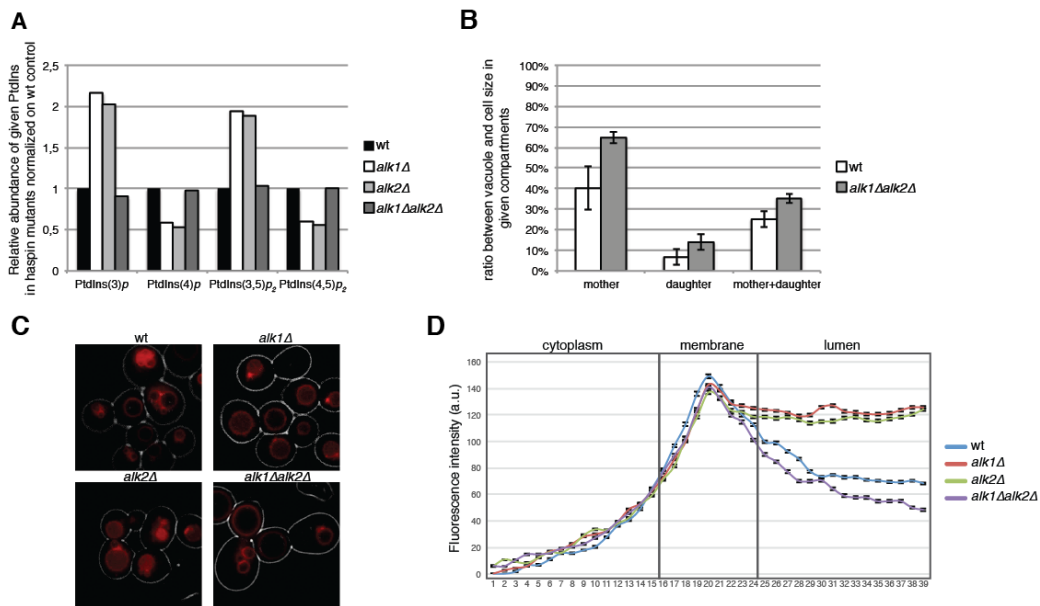 A
Relative abundance of given PtdIns
in haspin mutants normalized on wt control
2,5
2
1,5
1
0,5
0
PtdIns(3)p
PtdIns(4)p
PtdIns(3,5)p2
PtdIns(4,5)p2
wt
alk1Δ
alk2Δ
alk1Δalk2Δ
B
ratio between vacuole and cell size in
given compartments
100%
90%
80%
70%
60%
50%
40%
30%
20%
10%
0%
mother
daughter
mother+daughter
wt
alk1Δalk2Δ
C
wt
alk1Δ
alk2Δ
alk1Δalk2Δ
D
cytoplasm
membrane
lumen
Fluorescence intensity (a.u.)
160
140
120
100
80
60
40
20
0
1 2 3 4 5 6 7 8 9 10 11 12 13 14 15 16 17 18 19 20 21 22 23 24 25 26 27 28 29 30 31 32 33 34 35 36 37 38 39
wt
alk1Δ
alk2Δ
alk1Δalk2Δ